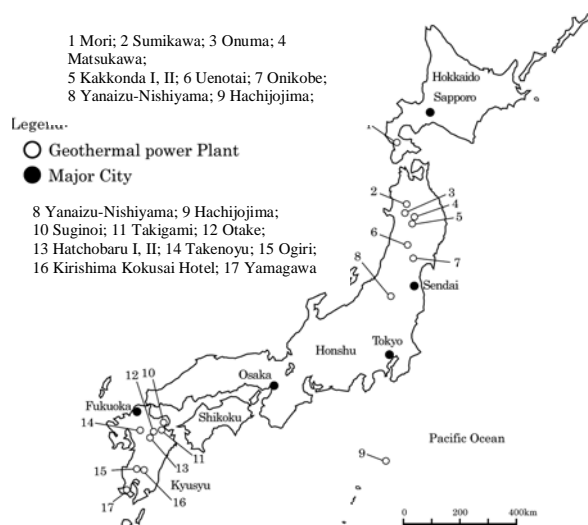 1 Mori; 2 Sumikawa; 3 Onuma; 4
Matsukawa;
5 Kakkonda I, II; 6 Uenotai; 7 Onikobe;
8 Yanaizu-Nishiyama; 9 Hachijojima;
Hokkaido
Sapporo
Legend:
Geothermal power Plant
Major City
8 Yanaizu-Nishiyama; 9 Hachijojima;
10 Suginoi; 11 Takigami; 12 Otake;
13 Hatchobaru I, II; 14 Takenoyu; 15 Ogiri;
16 Kirishima Kokusai Hotel; 17 Yamagawa
2
3
4
5
6
7
8
Sendai
Tokyo
Honshu
Osaka
12
10
Fukuoka
Shikoku
14
11
13
Pacific Ocean
9
15
16
Kyusyu
17
0
200
400km